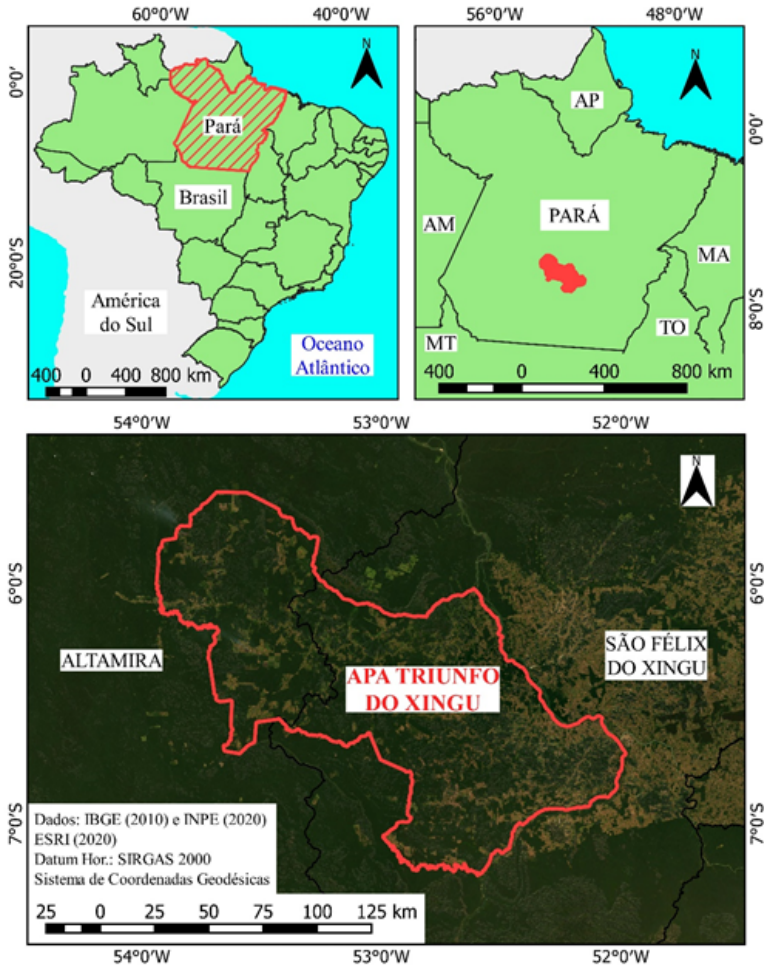 60°0'W 40°0'W
56°0'W 48°0'W
N
N
0°0'
Pará
AP
0°0'
Brasil
PARÁ
AM
MA
20°0'S
América
do Sul
8°0'S
Oceano
Atlântico
MT
TO
400 0 400 800 km
400 0 400 800 km
54°0'W 53°0'W 52°0'W
N
6°0'S
6°0'S
ALTAMIRA
SÃO FÉLIX
DO XINGU
APA TRIUNFO
DO XINGU
7°0'S
7°0'S
Dados: IBGE (2010) e INPE (2020)
ESRI (2020)
Datum Hor.: SIRGAS 2000
Sistema de Coordenadas Geodésicas
25 0 25 50 75 100 125 km
54°0'W 53°0'W 52°0'W